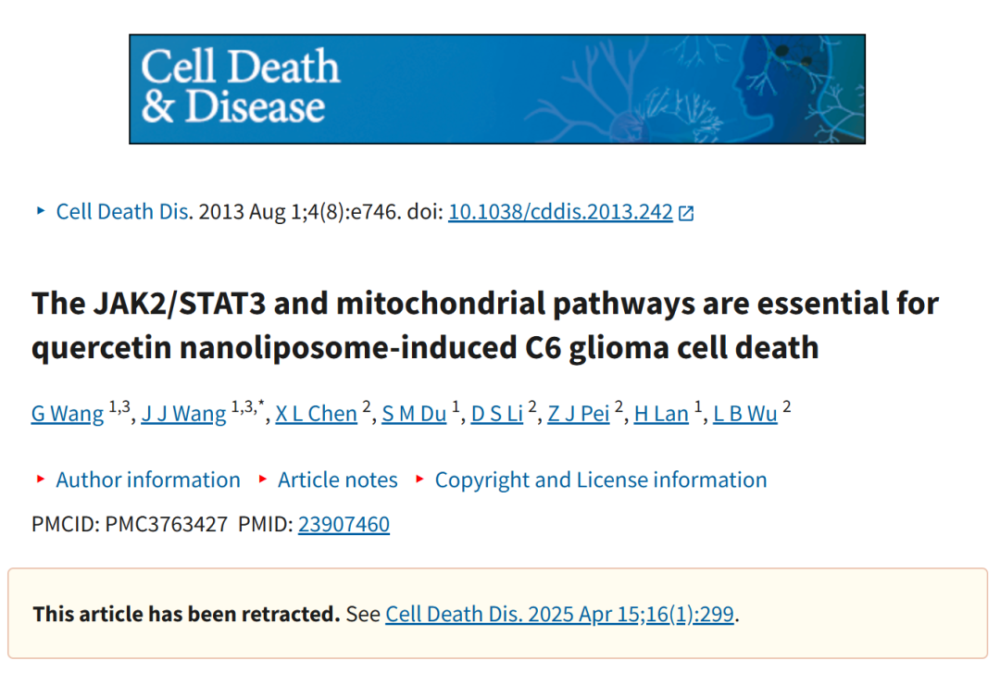 Cell Death
& Disease
‣ Cell Death Dis. 2013 Aug 1;4(8):e746. doi: 10.1038/cddis.2013.242
The JAK2/STAT3 and mitochondrial pathways are essential for
quercetin nanoliposome-induced C6 glioma cell death
G Wang 1,3, J J Wang 1,3,*, X L Chen 2, S M Du 1, D S Li 2, Z J Pei 2, H Lan 1, L B Wu 2
‣ Author information ‣ Article notes ‣ Copyright and License information
PMCID: PMC3763427 PMID: 23907460
This article has been retracted. See Cell Death Dis. 2025 Apr 15;16(1):299.